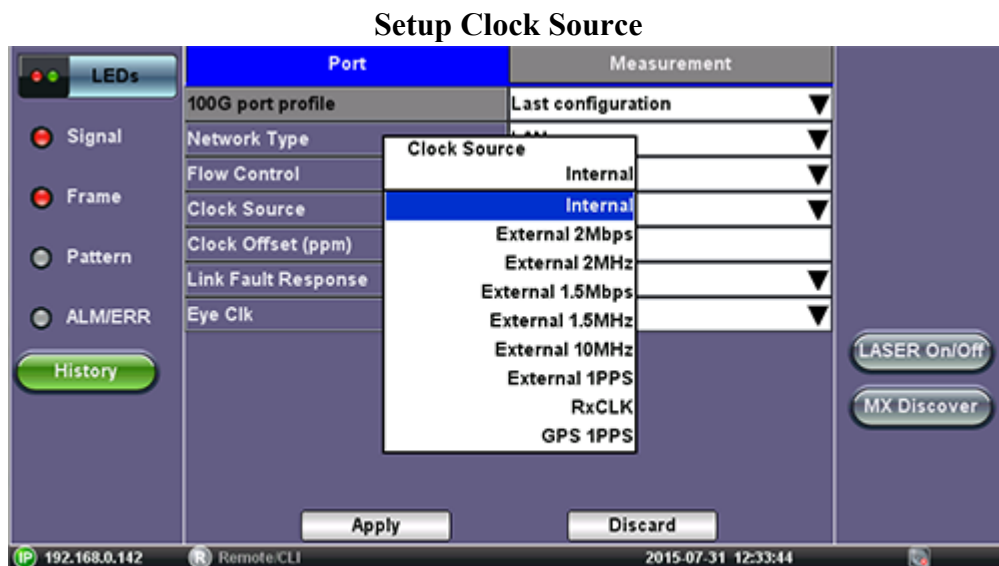 Setup Clock Source
LEDs
Port
Measurement
100G port profile
Last configuration
Signal
Network Type
Clock Source
Internal
Flow Control
Frame
Clock Source
Internal
External 2Mbps
Clock Offset (ppm)
Pattern
External 2MHz
Link Fault Response
External 1.5Mbps
ALM/ERR
Eye Clk
External 1.5MHz
External 10MHz
LASER On/Off
History
External 1PPS
RxCLK
MX Discover
GPS 1PPS
Apply
Discard
IP 192.168.0.142
R Remote/CLI
2015-07-31 12:33:44